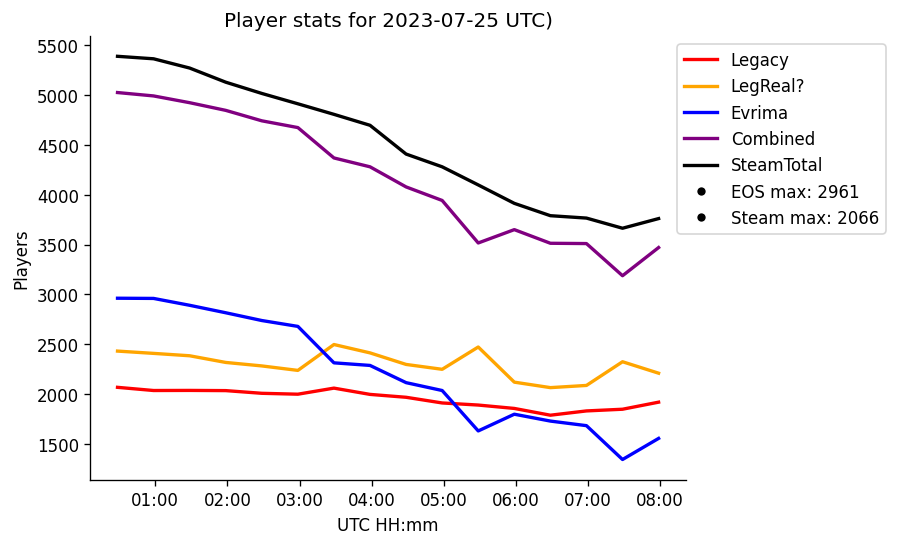 Player stats for 2023-07-25 UTC)
5500
5000
4500
4000
3500
3000
2500
2000
1500
Players
01:00 02:00 03:00 04:00 05:00 06:00 07:00 08:00
UTC HH:mm
Legacy
LegReal?
Evrima
Combined
SteamTotal
EOS max: 2961
Steam max: 2066